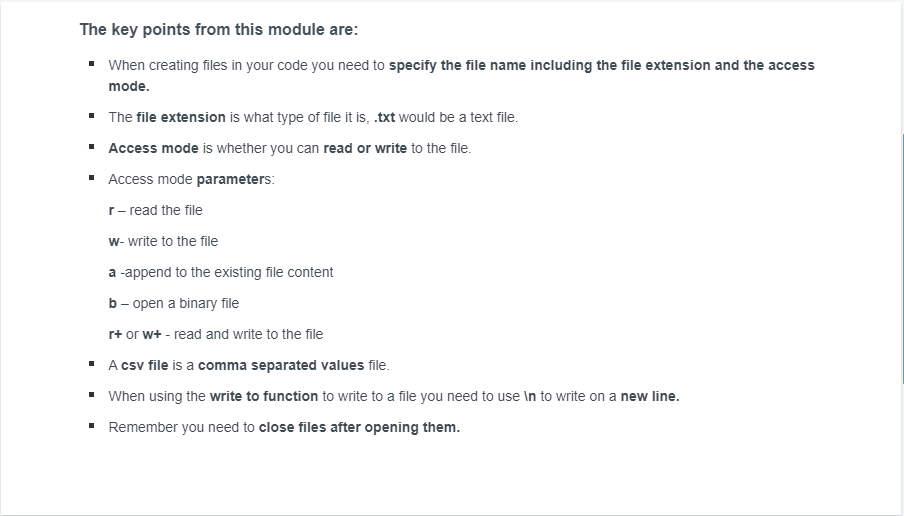 The key points from this module are:
When creating files in your code you need to specify the file name including the file extension and the access
mode.
The file extension is what type of file it is, .txt would be a text file.
Access mode is whether you can read or write to the file.
Access mode parameters:
r – read the file
w- write to the file
a -append to the existing file content
b – open a binary file
r+ or w+ - read and write to the file
A csv file is a comma separated values file.
When using the write to function to write to a file you need to use \n to write on a new line.
Remember you need to close files after opening them.